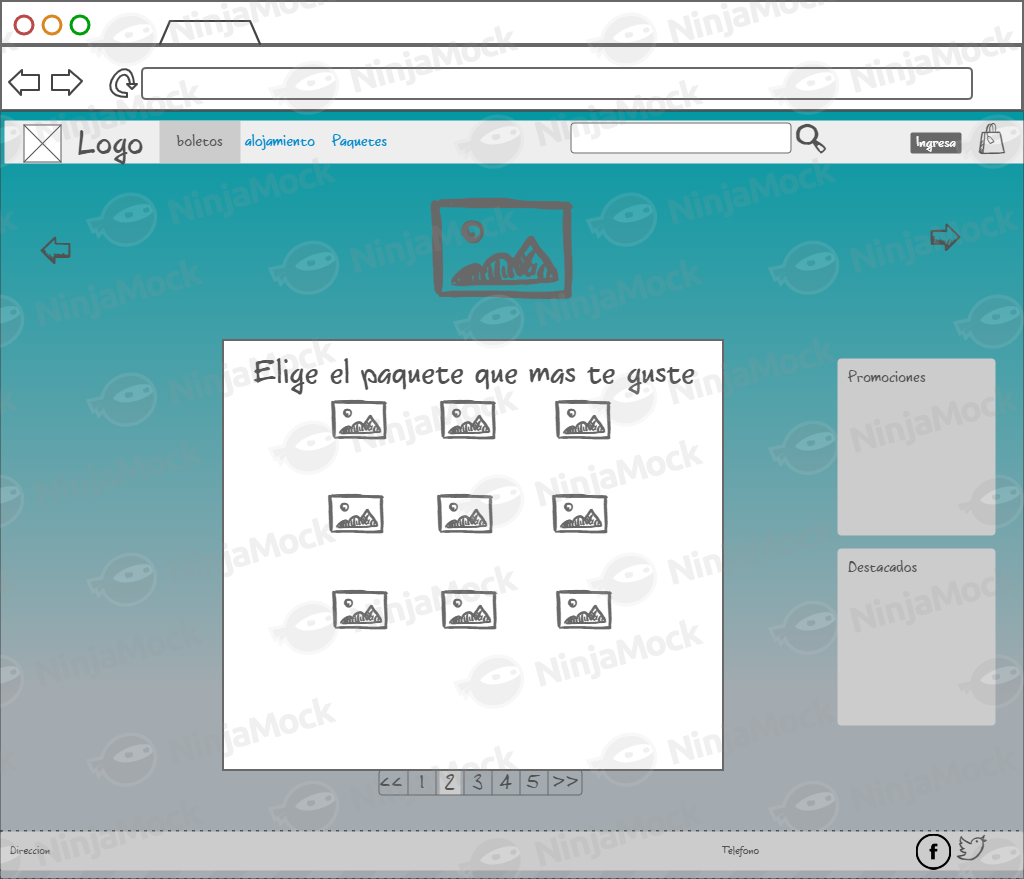 Logo
boletos alojamiento Paquetes
Ingresa
Elige el paquete que mas te guste
Promociones
Destacados
<< 1 2 3 4 5 >>
Direccion
Telefono
f
NinjaMock